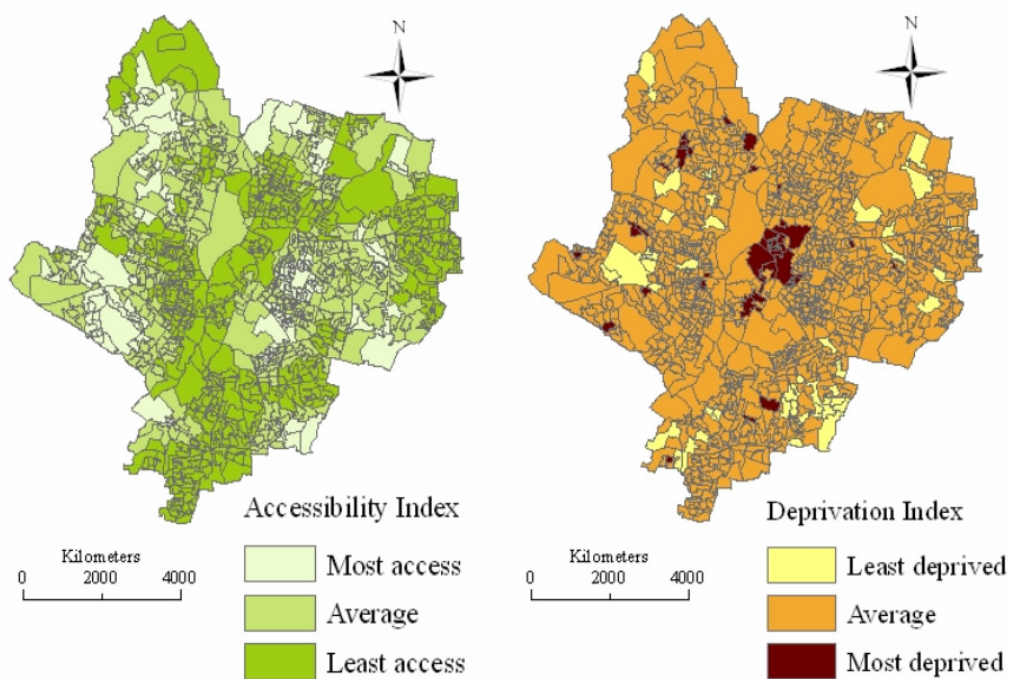 N
Accessibility Index
Kilometers
0 2000 4000
Most access
Average
Least access
N
Deprivation Index
Kilometers
0 2000 4000
Least deprived
Average
Most deprived